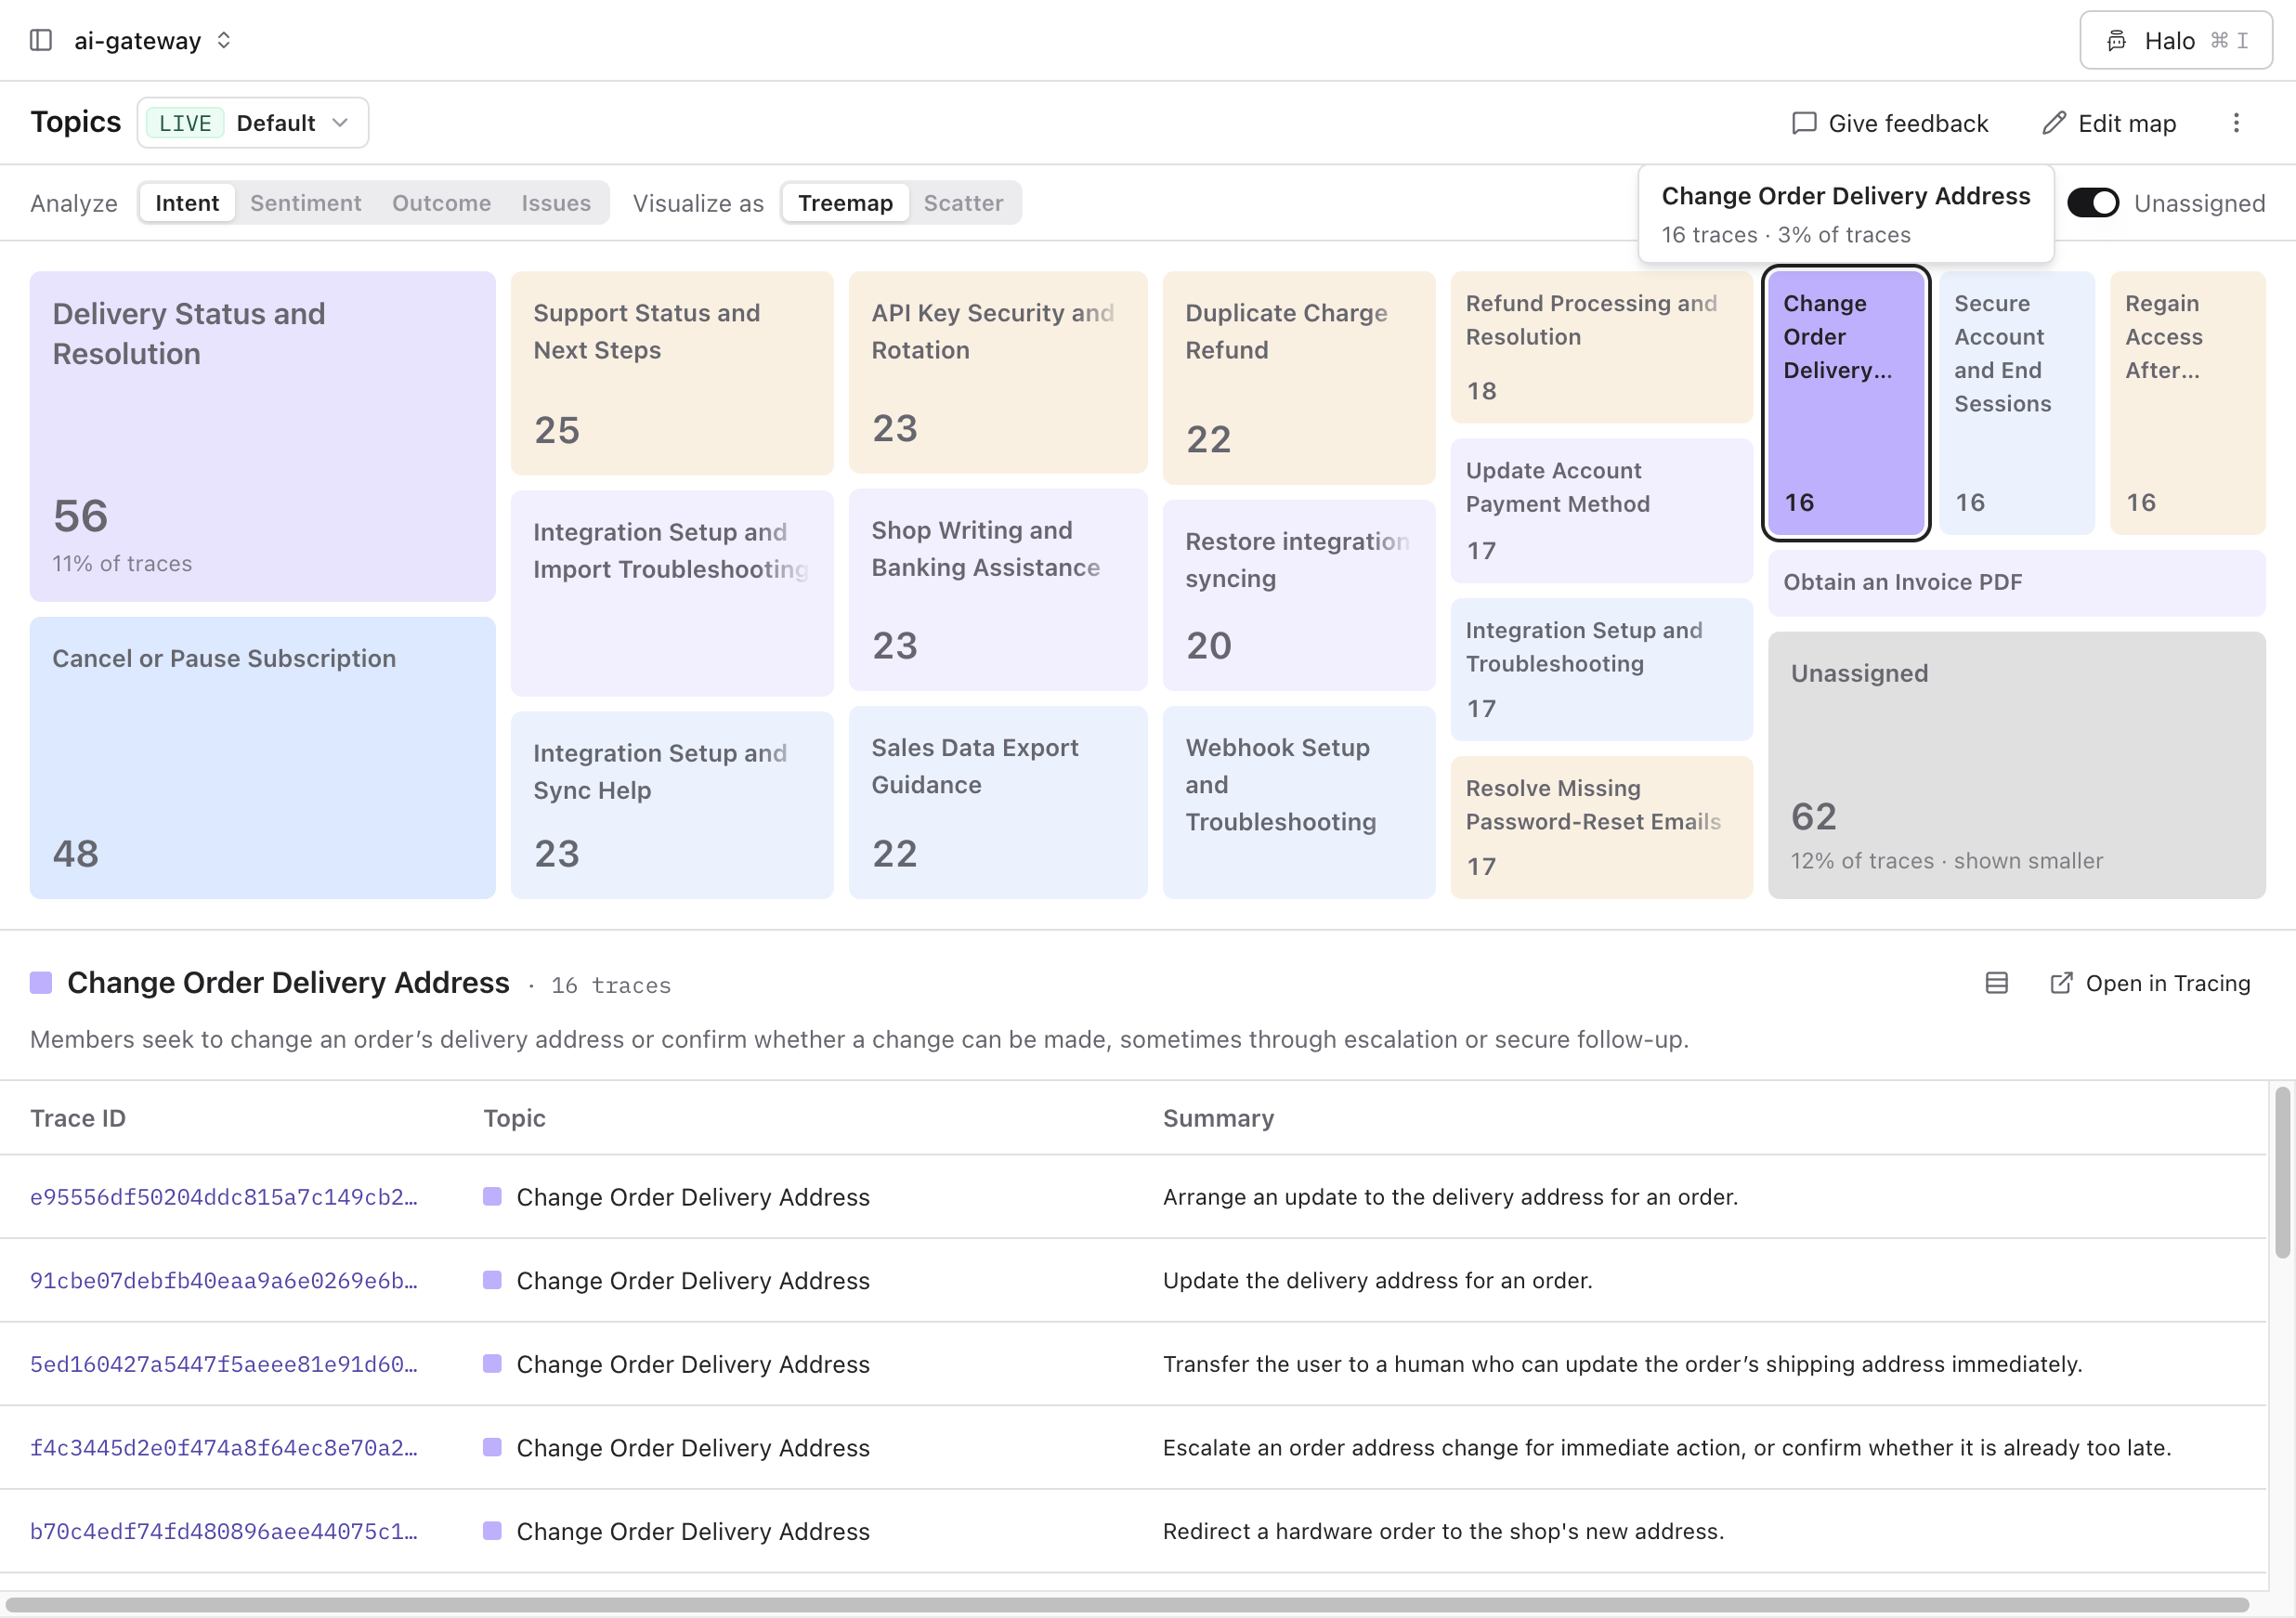 ai-gateway
Halo ⌘ I
Topics
LIVE Default
Give feedback
Edit map
Analyze
Intent
Sentiment
Outcome
Issues
Visualize as
Treemap
Scatter
Change Order Delivery Address
16 traces · 3% of traces
Unassigned
Delivery Status and
Resolution
56
11% of traces
Cancel or Pause Subscription
48
Support Status and
Next Steps
25
Integration Setup and
Import Troubleshooting
Integration Setup and
Sync Help
23
API Key Security and
Rotation
23
Shop Writing and
Banking Assistance
23
Sales Data Export
Guidance
22
Duplicate Charge
Refund
22
Restore integration
syncing
20
Webhook Setup
and
Troubleshooting
Refund Processing and
Resolution
18
Update Account
Payment Method
17
Integration Setup and
Troubleshooting
17
Resolve Missing
Password-Reset Emails
17
Change
Order
Delivery...
16
Secure
Account
and End
Sessions
16
Regain
Access
After...
16
Obtain an Invoice PDF
Unassigned
62
12% of traces · shown smaller
Change Order Delivery Address · 16 traces
Open in Tracing
Members seek to change an order’s delivery address or confirm whether a change can be made, sometimes through escalation or secure follow-up.
Trace ID Topic Summary
e95556df50204ddc815a7c149cb2… Change Order Delivery Address Arrange an update to the delivery address for an order.
91cbe07debfb40eaa9a6e0269e6b… Change Order Delivery Address Update the delivery address for an order.
5ed160427a5447f5aeee81e91d60… Change Order Delivery Address Transfer the user to a human who can update the order’s shipping address immediately.
f4c3445d2e0f474a8f64ec8e70a2… Change Order Delivery Address Escalate an order address change for immediate action, or confirm whether it is already too late.
b70c4edf74fd480896aee44075c1… Change Order Delivery Address Redirect a hardware order to the shop's new address.